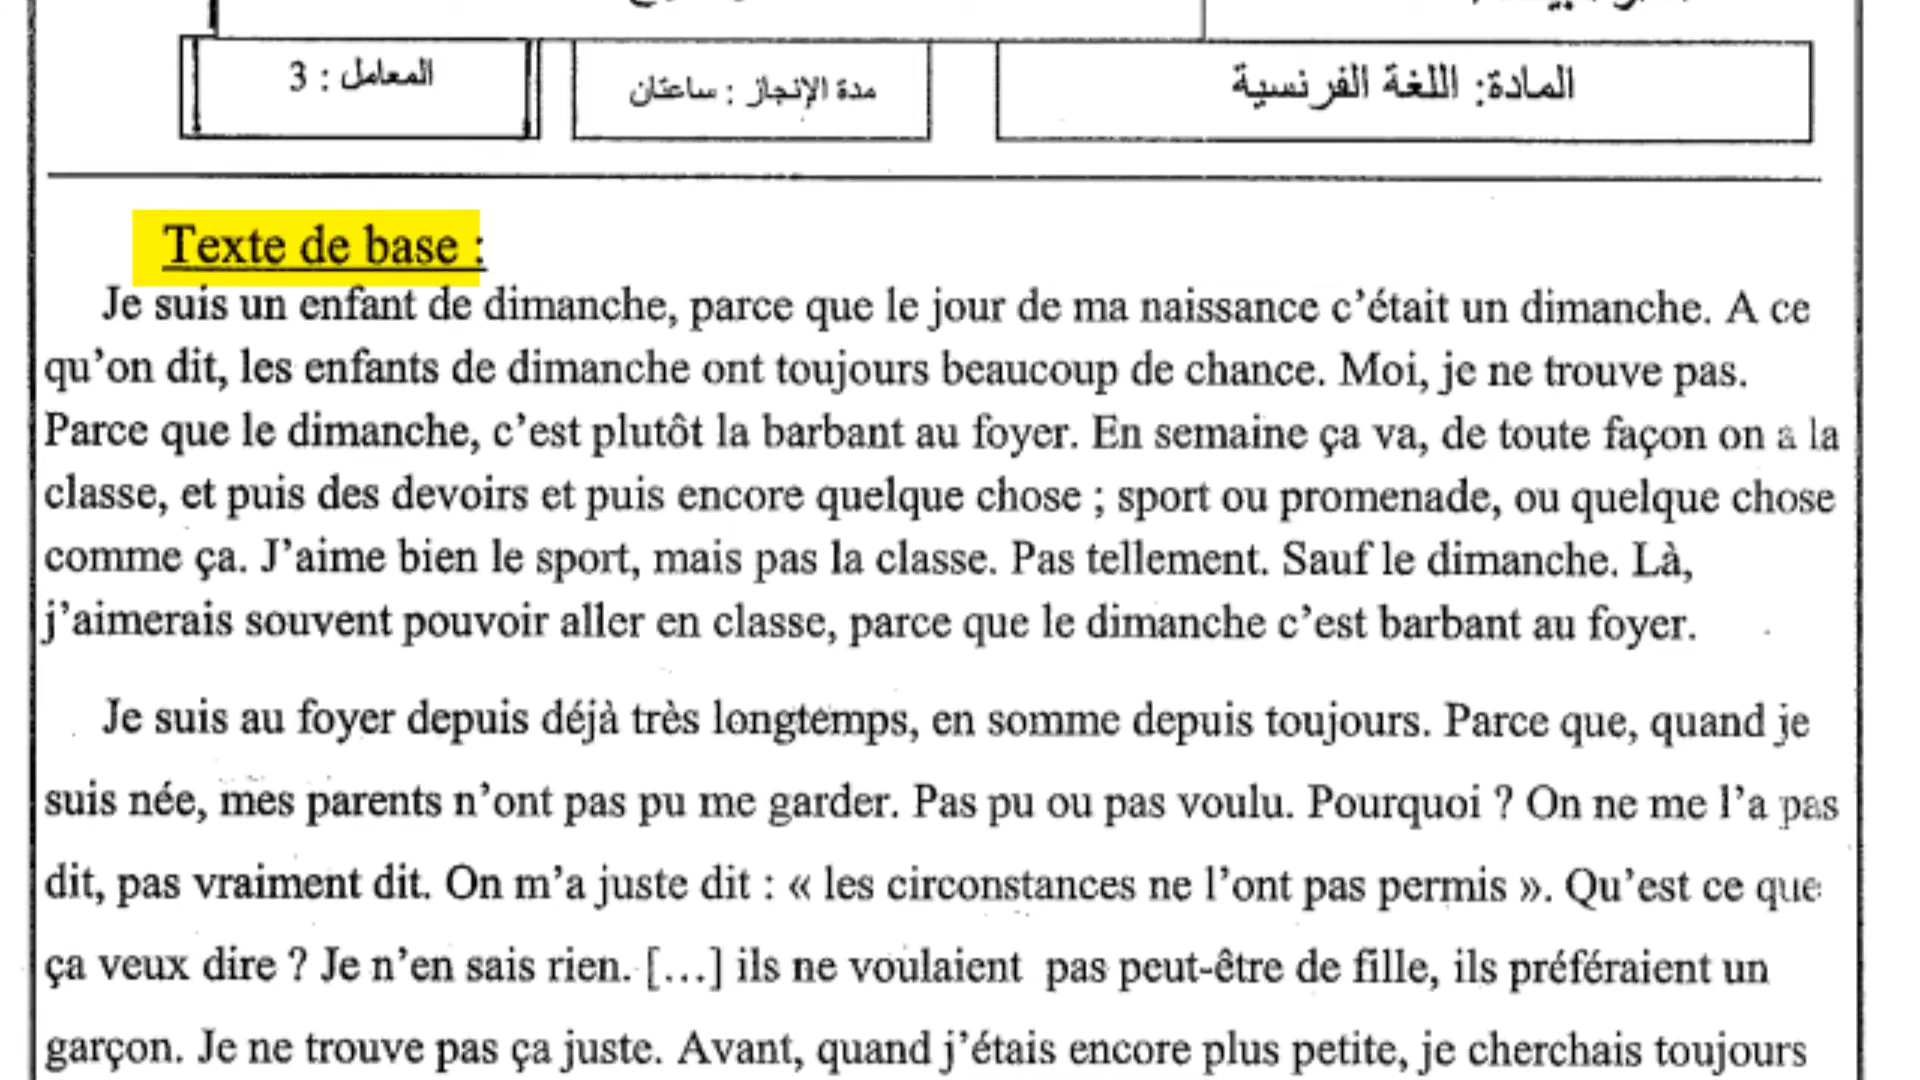 المادة: اللغة الفرنسية
مدة الإنجاز : ساعتان
المعامل : 3
Texte de base :
Je suis un enfant de dimanche, parce que le jour de ma naissance c’était un dimanche. A ce
qu’on dit, les enfants de dimanche ont toujours beaucoup de chance. Moi, je ne trouve pas.
Parce que le dimanche, c’est plutôt la barbant au foyer. En semaine ça va, de toute façon on a la
classe, et puis des devoirs et puis encore quelque chose ; sport ou promenade, ou quelque chose
comme ça. J’aime bien le sport, mais pas la classe. Pas tellement. Sauf le dimanche. Là,
j’aimerais souvent pouvoir aller en classe, parce que le dimanche c’est barbant au foyer.
Je suis au foyer depuis déjà très longtemps, en somme depuis toujours. Parce que, quand je
suis née, mes parents n’ont pas pu me garder. Pas pu ou pas voulu. Pourquoi ? On ne me l’a pas
dit, pas vraiment dit. On m’a juste dit : « les circonstances ne l’ont pas permis ». Qu’est ce que
ça veux dire ? Je n’en sais rien. […] ils ne voulaient pas peut-être de fille, ils préféraient un
garçon. Je ne trouve pas ça juste. Avant, quand j’étais encore plus petite, je cherchais toujours